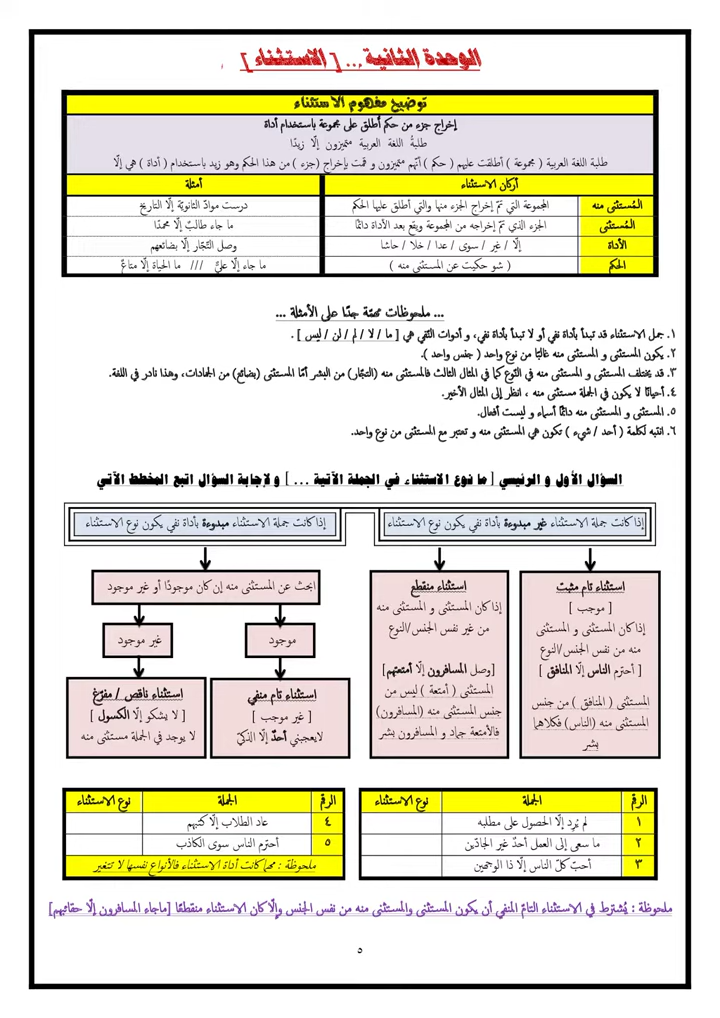 الوحدة الثانية ... [ الاستثناء ]
توضيح مفهوم الاستثناء
إخراج جزء من حكم أُطلق على مجموعة باستخدام أداة
طلبةُ اللغة العربية متميزون إلّا زيدًا
طلبة اللغة العربية ( مجموعة ) أطلقت عليهم ( حكم ) أنّهم متميزون و قمت بإخراج (جزء ) من هذا الحكم وهو زيد باستخدام ( أداة ) هي إلّا
أركان الاستثناء
أمثلة
المُستثنى منه
المجموعة التي تمّ إخراج الجزء منها والتي أطلق عليها الحكم
درست موادّ الثانويّة إلّا التاريخ
المُستثنى
الجزء الذي تمّ إخراجه من المجموعة ويقع بعد الأداة دائمًا
ما جاء طالبٌ إلّا محمدًا
الأداة
إلّا / غير / سوى / عدا / خلا / حاشا
وصل التجّار إلّا بضائعهم
الحكم
( شو حكيت عن المستثنى منه )
ما جاء إلّا عليٌّ /// ما الحياة إلّا متاعٌ
... ملحوظات مهمّة جدًا على الأمثلة ...
١. جمل الاستثناء قد تبدأ بأداة نفي أو لا تبدأ بأداة نفي، و أدوات النّفي هي [ ما / لا / لم / لن / ليس ] .
٢. يكون المستثنى و المستثنى منه غالبًا من نوع واحد ( جنس واحد ).
٣. قد يختلف المستثنى و المستثنى منه في النّوع كما في المثال الثالث فالمستثنى منه (التجّار) من البشر أمّا المستثنى (بضائع) من الجمادات، وهذا نادر في اللغة.
٤. أحيانًا لا يكون في الجملة مستثنى منه ، انظر إلى المثال الأخير.
٥. المستثنى و المستثنى منه دائمًا أسماء و ليست أفعال.
٦. انتبه لكلمة ( أحد / شيء ) تكون هي المستثنى منه و تعتبر مع المستثنى من نوع واحد.
السؤال الأول و الرئيسي [ ما نوع الاستثناء في الجملة الآتية ... ] و لإجابة السؤال اتبع المخطط الآتي
إذا كانت جملة الاستثناء غير مبدوءة بأداة نفي يكون نوع الاستثناء
إذا كانت جملة الاستثناء مبدوءة بأداة نفي يكون نوع الاستثناء
استثناء تام مثبت
[ موجب ]
إذا كان المستثنى و المستثنى
منه من نفس الجنس/النوع
[ أحترم الناس إلّا المنافق ]
المستثنى ( المنافق ) من جنس
المستثنى منه (الناس) فكلاهما
بشر
استثناء منقطع
إذا كان المستثنى و المستثنى منه
من غير نفس الجنس/النوع
[وصل المسافرون إلّا أمتعتهم]
المستثنى ( أمتعة ) ليس من
جنس المستثنى منه (المسافرون)
فالأمتعة جماد و المسافرون بشر
ابحث عن المستثنى منه إن كان موجودًا أو غير موجود
موجود
غير موجود
استثناء تام منفي
[ غير موجب ]
لايعجبني أحدٌ إلّا الذكيّ
استثناء ناقص / مفرّغ
[ لا يشكو إلّا الكسول ]
لا يوجد في الجملة مستثنى منه
الرقم
الجملة
نوع الاستثناء
١
لم يُرد إلّا الحصول على مطلبه
٢
ما سعى إلى العمل أحدٌ غير الجادّين
٣
أحبّ كلّ الناس إلّا ذا الوجهين
الرقم
الجملة
نوع الاستثناء
٤
عاد الطلاب إلّا كتبهم
٥
أحترم الناس سوى الكاذب
ملحوظة : مهما كانت أداة الاستثناء فالأنواع نفسها لا تتغير
ملحوظة : يُشترط في الاستثناء التامّ المنفي أن يكون المستثنى والمستثنى منه من نفس الجنس وإلّا كان الاستثناء منقطعًا [ماجاء المسافرون إلّا حقائبهم]
٥